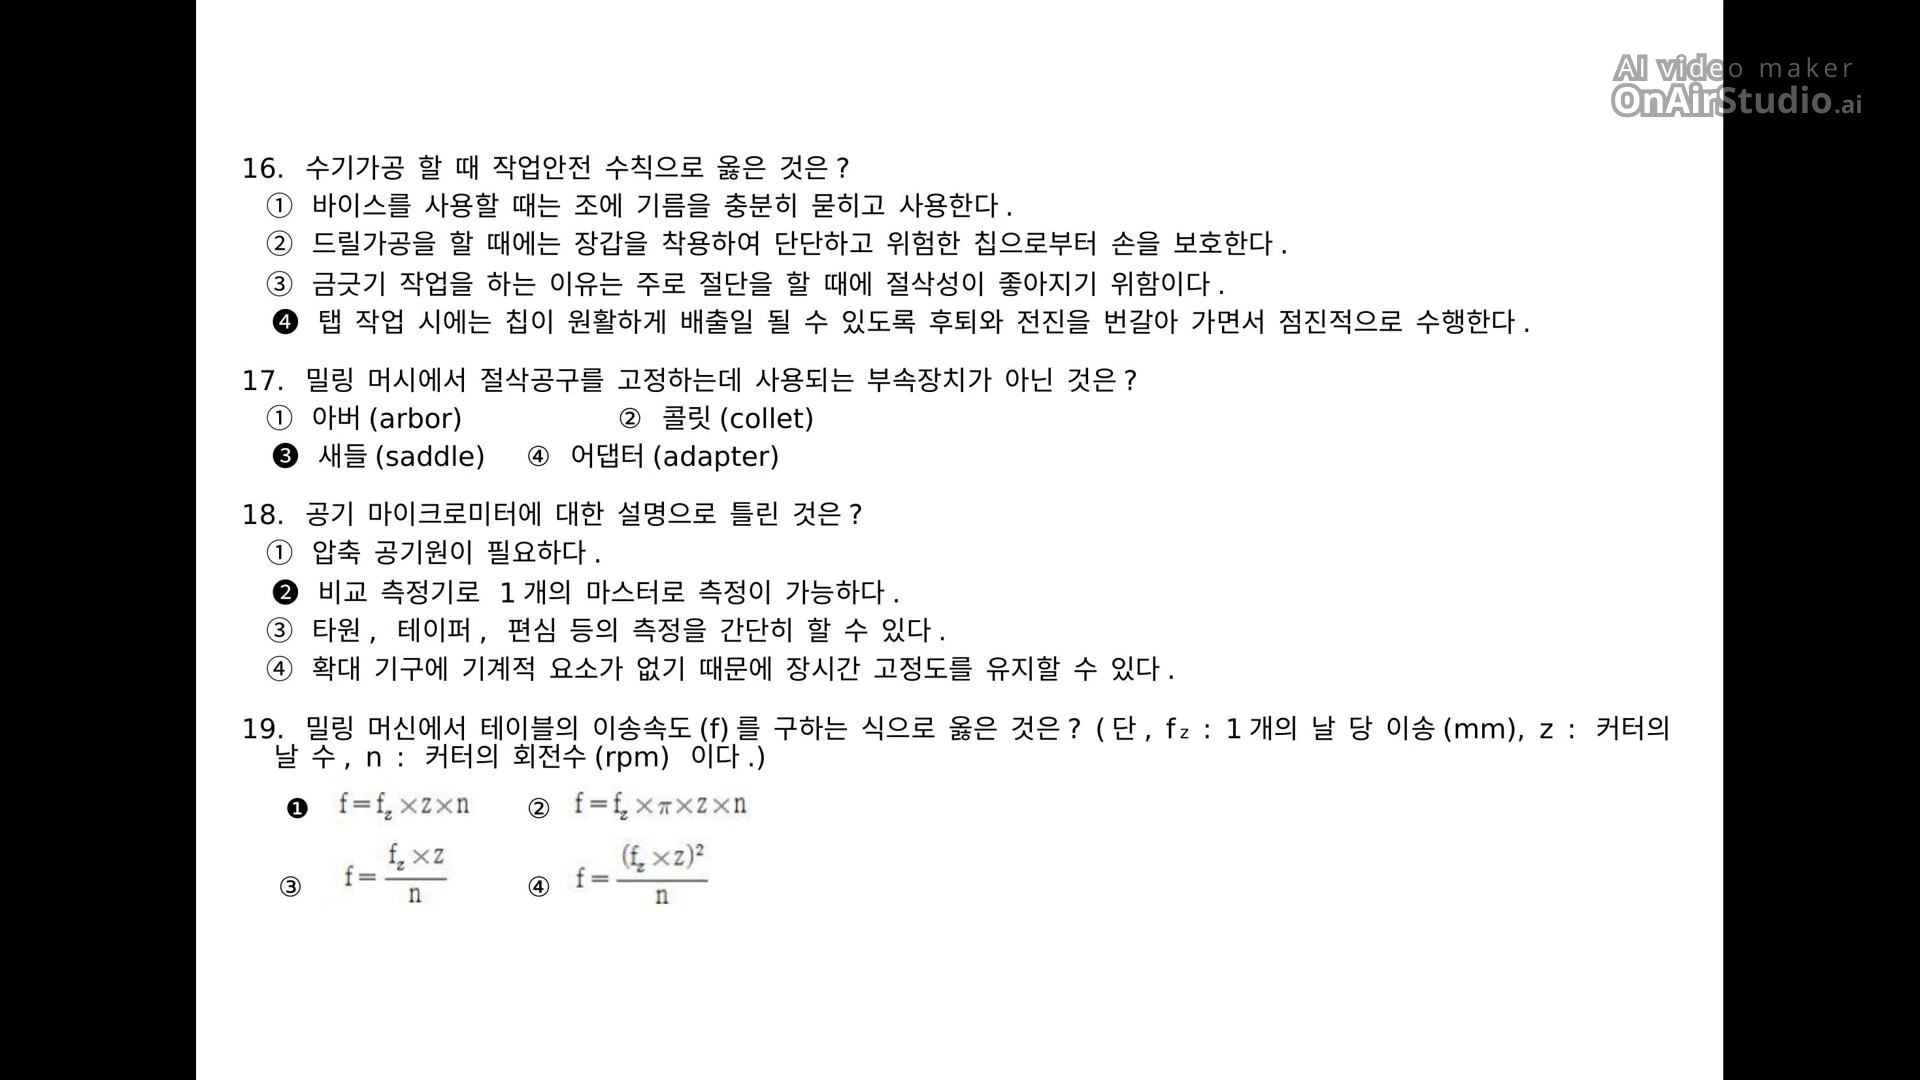 AI video maker
OnAirStudio.ai
16. 수기가공 할 때 작업안전 수칙으로 옳은 것은?
① 바이스를 사용할 때는 조에 기름을 충분히 묻히고 사용한다.
② 드릴가공을 할 때에는 장갑을 착용하여 단단하고 위험한 칩으로부터 손을 보호한다.
③ 금긋기 작업을 하는 이유는 주로 절단을 할 때에 절삭성이 좋아지기 위함이다.
❹ 탭 작업 시에는 칩이 원활하게 배출일 될 수 있도록 후퇴와 전진을 번갈아 가면서 점진적으로 수행한다.
17. 밀링 머시에서 절삭공구를 고정하는데 사용되는 부속장치가 아닌 것은?
① 아버(arbor) ② 콜릿(collet)
❸ 새들(saddle) ④ 어댑터(adapter)
18. 공기 마이크로미터에 대한 설명으로 틀린 것은?
① 압축 공기원이 필요하다.
❷ 비교 측정기로 1개의 마스터로 측정이 가능하다.
③ 타원, 테이퍼, 편심 등의 측정을 간단히 할 수 있다.
④ 확대 기구에 기계적 요소가 없기 때문에 장시간 고정도를 유지할 수 있다.
19. 밀링 머신에서 테이블의 이송속도(f)를 구하는 식으로 옳은 것은? (단, fz : 1개의 날 당 이송(mm), z : 커터의
날 수, n : 커터의 회전수(rpm) 이다.)
❶ f=fz×z×n ② f=fz×π×z×n
③ f=(fz×z)/n ④ f=(fz×z)²/n